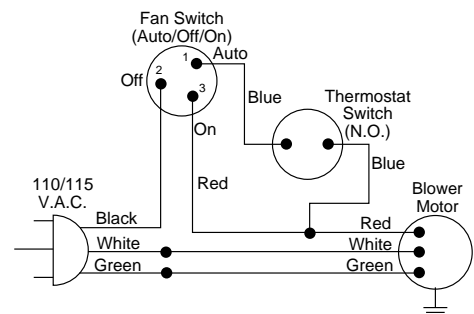 Fan Switch
(Auto/Off/On)
1
Auto
Off
2
3
On
Blue
Thermostat
Switch
(N.O.)
Blue
Red
110/115
V.A.C.
Blower
Motor
Black
Red
White
White
Green
Green